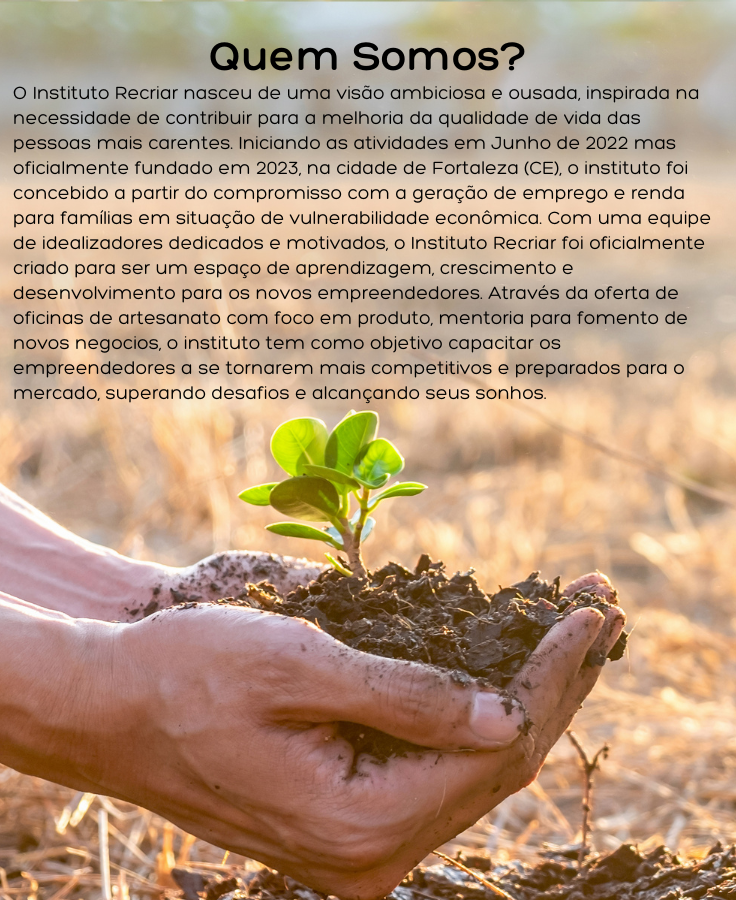 Quem Somos?
O Instituto Recriar nasceu de uma visão ambiciosa e ousada, inspirada na
necessidade de contribuir para a melhoria da qualidade de vida das
pessoas mais carentes. Iniciando as atividades em Junho de 2022 mas
oficialmente fundado em 2023, na cidade de Fortaleza (CE), o instituto foi
concebido a partir do compromisso com a geração de emprego e renda
para famílias em situação de vulnerabilidade econômica. Com uma equipe
de idealizadores dedicados e motivados, o Instituto Recriar foi oficialmente
criado para ser um espaço de aprendizagem, crescimento e
desenvolvimento para os novos empreendedores. Através da oferta de
oficinas de artesanato com foco em produto, mentoria para fomento de
novos negocios, o instituto tem como objetivo capacitar os
empreendedores a se tornarem mais competitivos e preparados para o
mercado, superando desafios e alcançando seus sonhos.